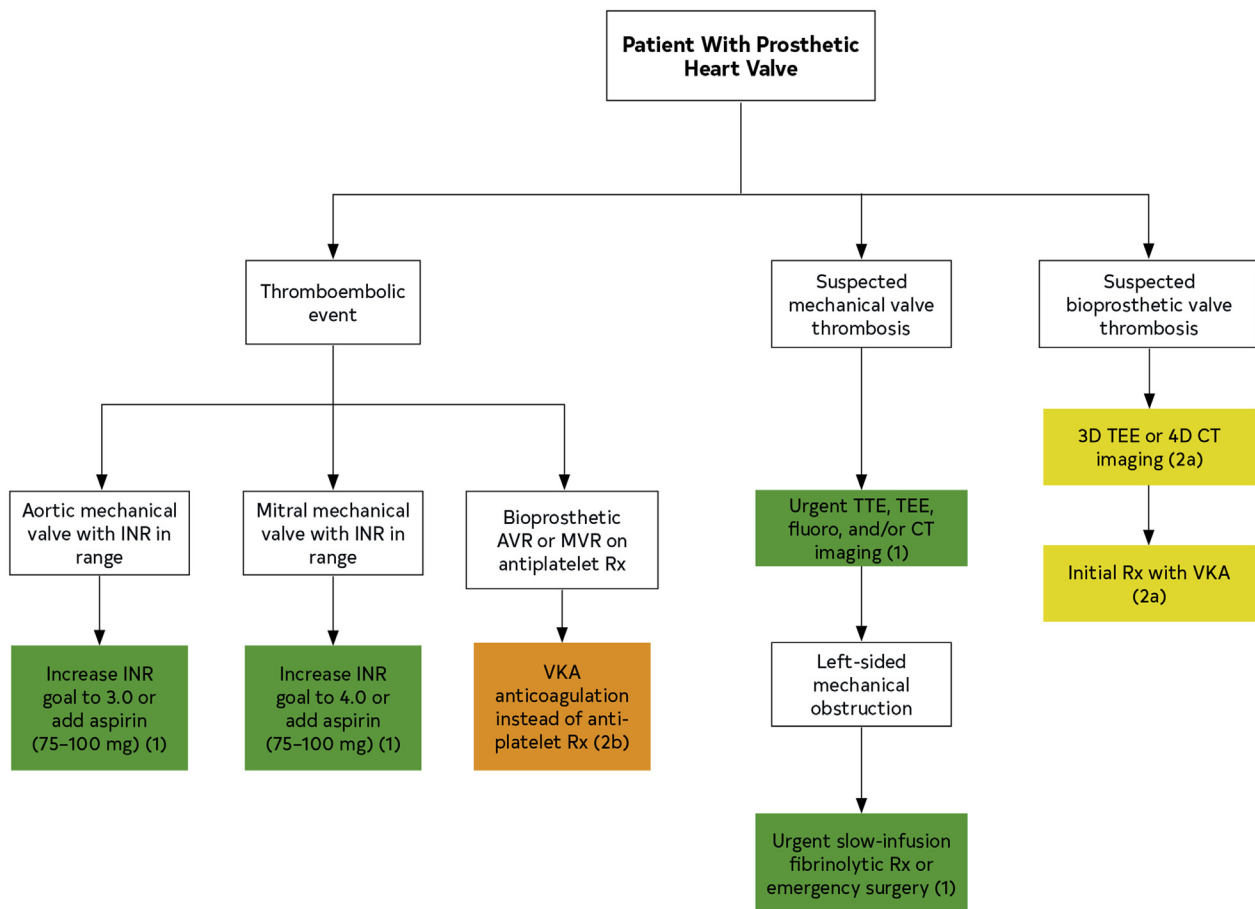 Patient With Prosthetic
Heart Valve
Thromboembolic
event
Suspected
mechanical valve
thrombosis
Suspected
bioprosthetic valve
thrombosis
Aortic mechanical
valve with INR in
range
Mitral mechanical
valve with INR in
range
Bioprosthetic
AVR or MVR on
antiplatelet Rx
Urgent TTE, TEE,
fluoro, and/or CT
imaging (1)
3D TEE or 4D CT
imaging (2a)
Initial Rx with VKA
(2a)
Increase INR
goal to 3.0 or
add aspirin
(75–100 mg) (1)
Increase INR
goal to 4.0 or
add aspirin
(75–100 mg) (1)
VKA
anticoagulation
instead of anti-
platelet Rx (2b)
Left-sided
mechanical
obstruction
Urgent slow-infusion
fibrinolytic Rx or
emergency surgery (1)